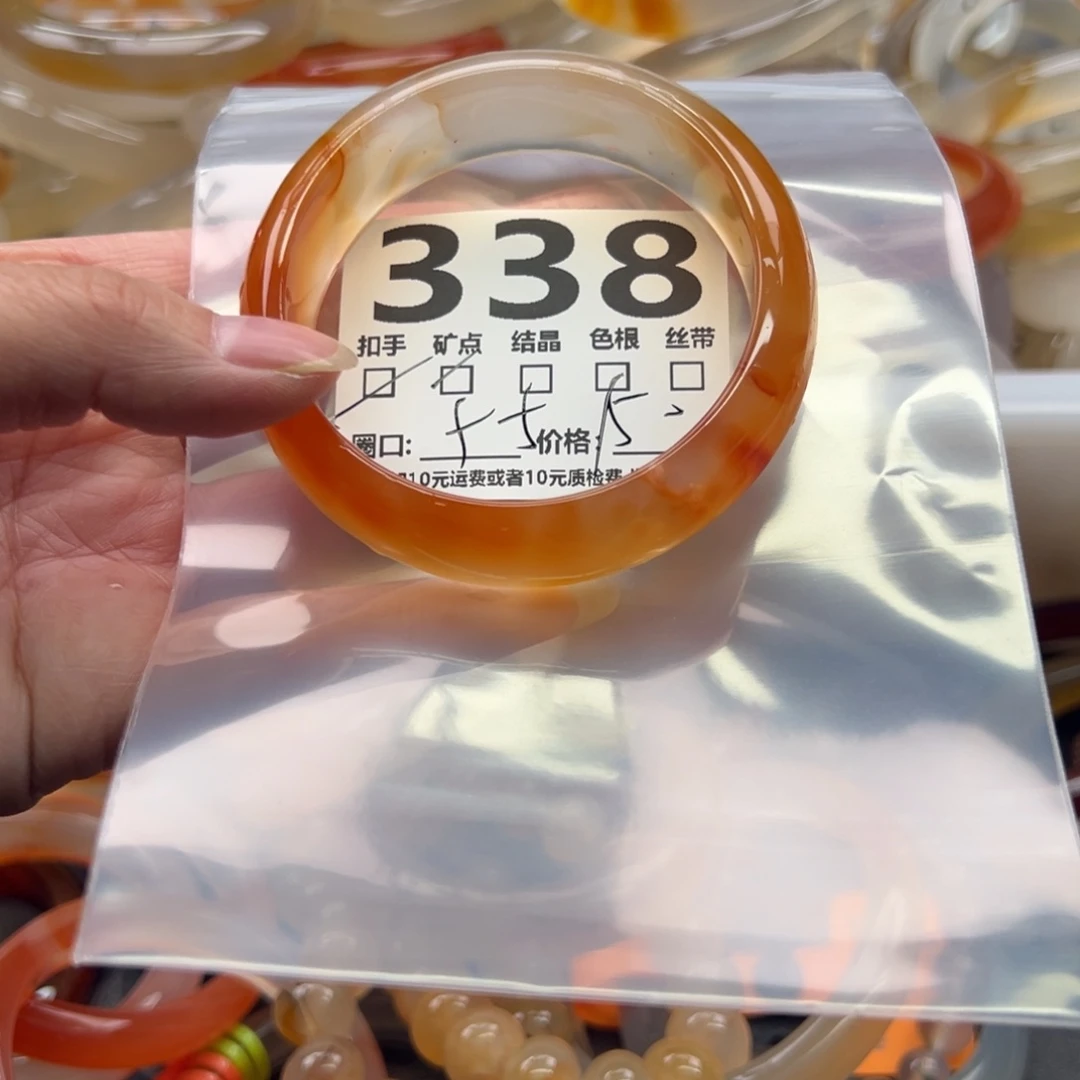 338
扣手 矿点 结晶 色根 丝带
圈口: 价格:
10元运费或者10元质检费